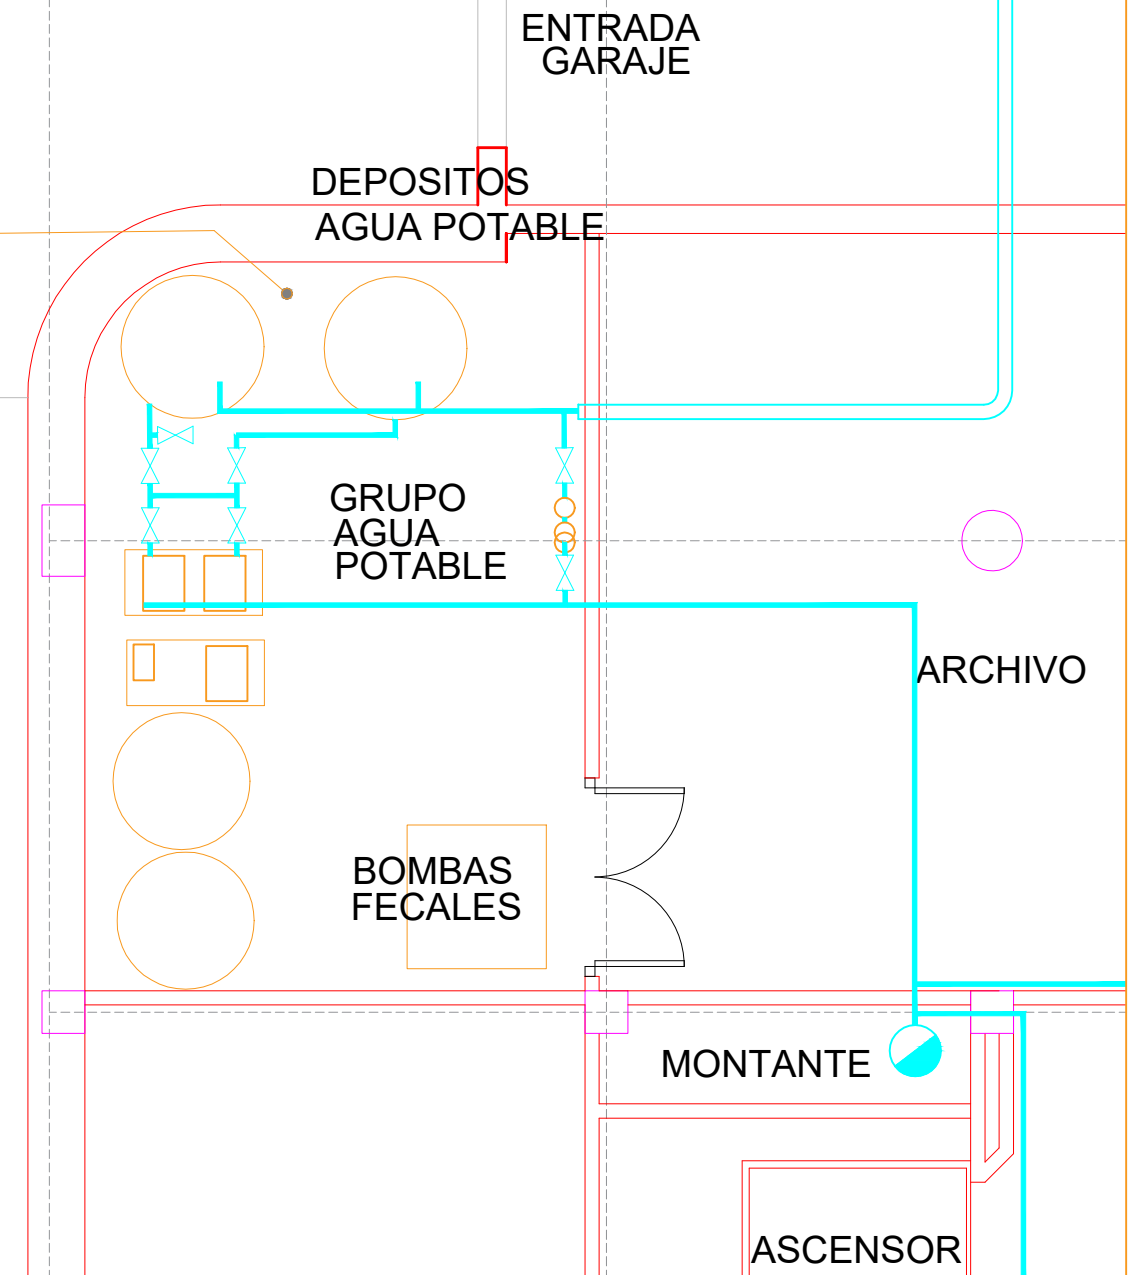 ENTRADA
GARAJE
DEPOSITOS
AGUA POTABLE
GRUPO
AGUA
POTABLE
ARCHIVO
BOMBAS
FECALES
MONTANTE
ASCENSOR